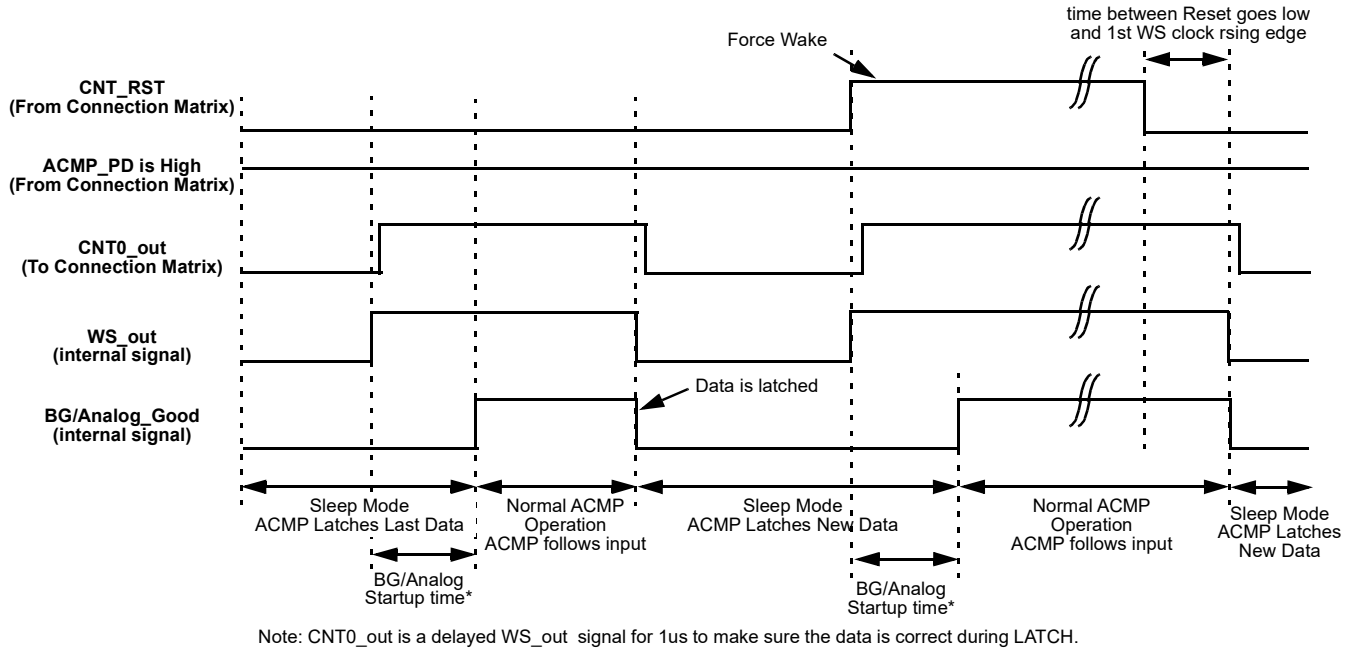 time between Reset goes low
and 1st WS clock rsing edge
Force Wake
CNT_RST
(From Connection Matrix)
ACMP_PD is High
(From Connection Matrix)
CNT0_out
(To Connection Matrix)
WS_out
(internal signal)
Data is latched
BG/Analog_Good
(internal signal)
Sleep Mode
ACMP Latches Last Data
Normal ACMP
Operation
ACMP follows input
Sleep Mode
ACMP Latches New Data
Normal ACMP
Operation
ACMP follows input
Sleep Mode
ACMP Latches
New Data
BG/Analog
Startup time*
BG/Analog
Startup time*
Note: CNT0_out is a delayed WS_out signal for 1us to make sure the data is correct during LATCH.